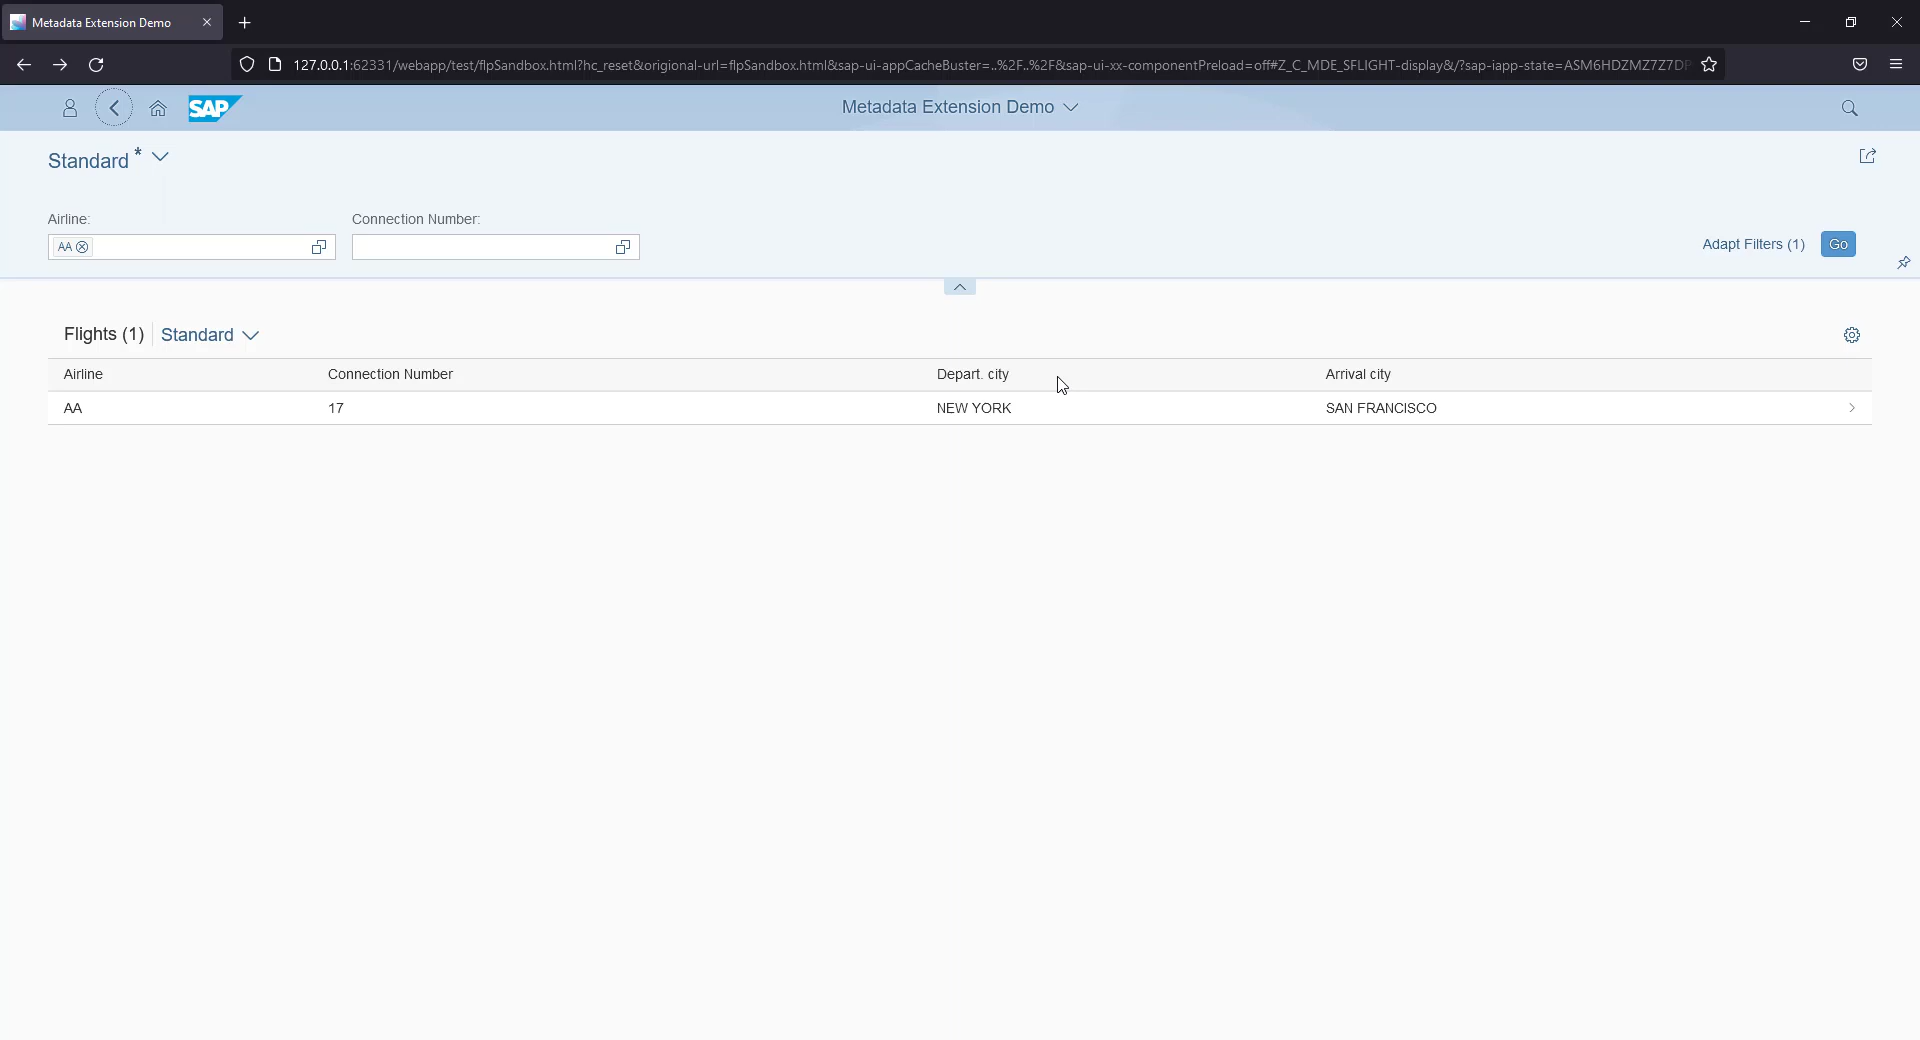 Metadata Extension Demo
127.0.0.1:62331/webapp/test/flpSandbox.html?hc_reset&origional-url=flpSandbox.html&sap-ui-appCacheBuster=..%2F..%2F&sap-ui-xx-componentPreload=off#Z_C_MDE_SFLIGHT-display&/?sap-iapp-state=ASM6HDZMZ7Z7DP
SAP
Metadata Extension Demo
Standard *
Airline:
Connection Number:
AA
Adapt Filters (1)
Go
Flights (1)
Standard
Airline Connection Number Depart. city Arrival city
AA 17 NEW YORK SAN FRANCISCO